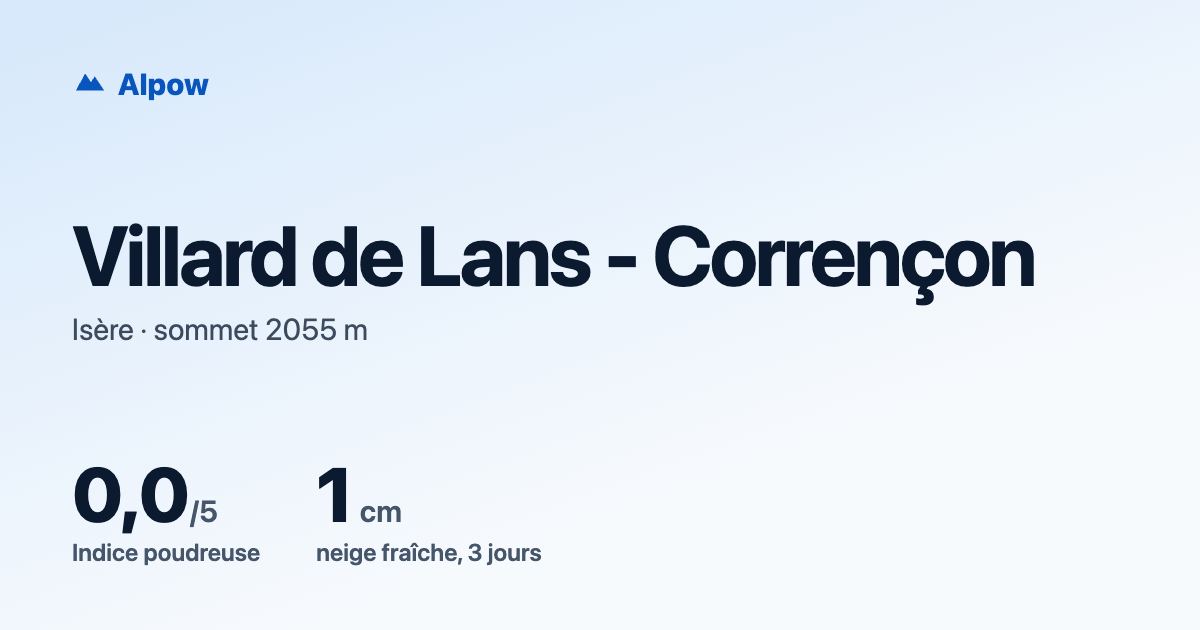 Alpow
Villard de Lans - Corrençon
Isère · sommet 2055 m
0,0/5
1 cm
Indice poudreuse
neige fraîche, 3 jours